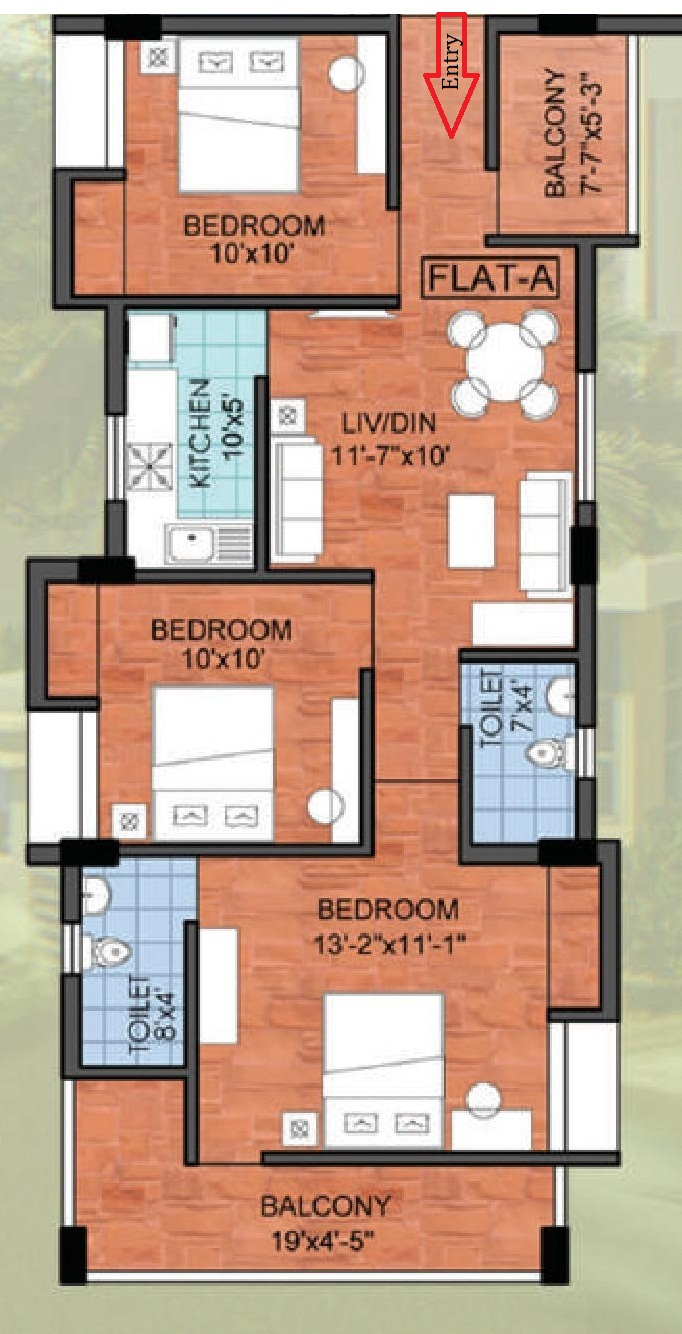 Entry
BALCONY
7'-7"x5'-3"
BEDROOM
10'x10'
FLAT-A
KITCHEN
10'x5'
LIV/DIN
11'-7"x10'
BEDROOM
10'x10'
TOILET
7'x4'
BEDROOM
13'-2"x11'-1"
TOILET
8'x4'
BALCONY
19'x4'-5"